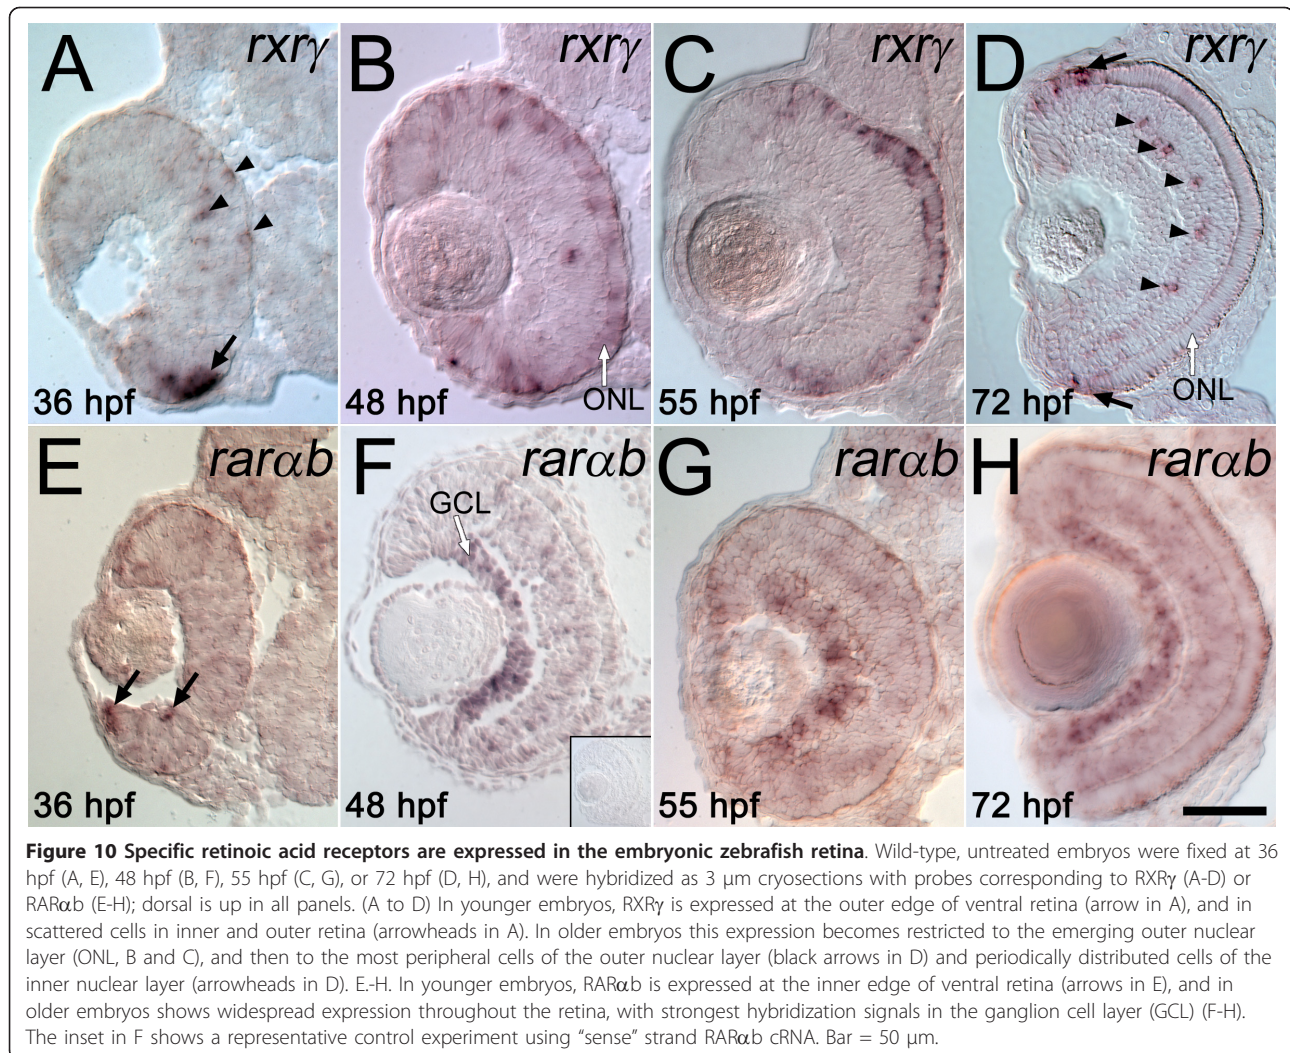 A rxrγ
B rxrγ
C rxrγ
D rxrγ
ONL
ONL
36 hpf
48 hpf
55 hpf
72 hpf
E rarαb
F rarαb
G rarαb
H rarαb
GCL
36 hpf
48 hpf
55 hpf
72 hpf
Figure 10 Specific retinoic acid receptors are expressed in the embryonic zebrafish retina. Wild-type, untreated embryos were fixed at 36
hpf (A, E), 48 hpf (B, F), 55 hpf (C, G), or 72 hpf (D, H), and were hybridized as 3 μm cryosections with probes corresponding to RXRγ (A-D) or
RARαb (E-H); dorsal is up in all panels. (A to D) In younger embryos, RXRγ is expressed at the outer edge of ventral retina (arrow in A), and in
scattered cells in inner and outer retina (arrowheads in A). In older embryos this expression becomes restricted to the emerging outer nuclear
layer (ONL, B and C), and then to the most peripheral cells of the outer nuclear layer (black arrows in D) and periodically distributed cells of the
inner nuclear layer (arrowheads in D). E.-H. In younger embryos, RARαb is expressed at the inner edge of ventral retina (arrows in E), and in
older embryos shows widespread expression throughout the retina, with strongest hybridization signals in the ganglion cell layer (GCL) (F-H).
The inset in F shows a representative control experiment using “sense” strand RARαb cRNA. Bar = 50 μm.